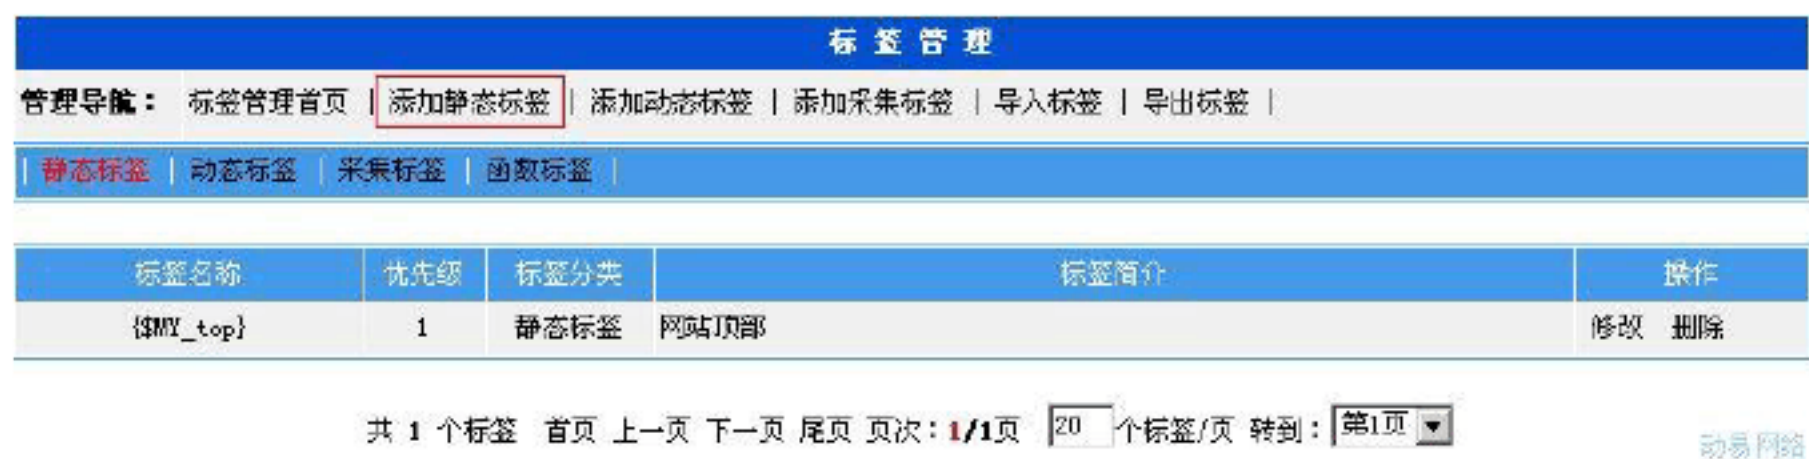 标 签 管 理
管理导航： 标签管理首页 | 添加静态标签 | 添加动态标签 | 添加采集标签 | 导入标签 | 导出标签 |
| 静态标签 | 动态标签 | 采集标签 | 函数标签 |
标签名称 优先级 标签分类 标签简介 操作
{$MY_top} 1 静态标签 网站顶部 修改 删除
共 1 个标签 首页 上一页 下一页 尾页 页次：1/1页 20 个标签/页 转到：第1页
动易网络